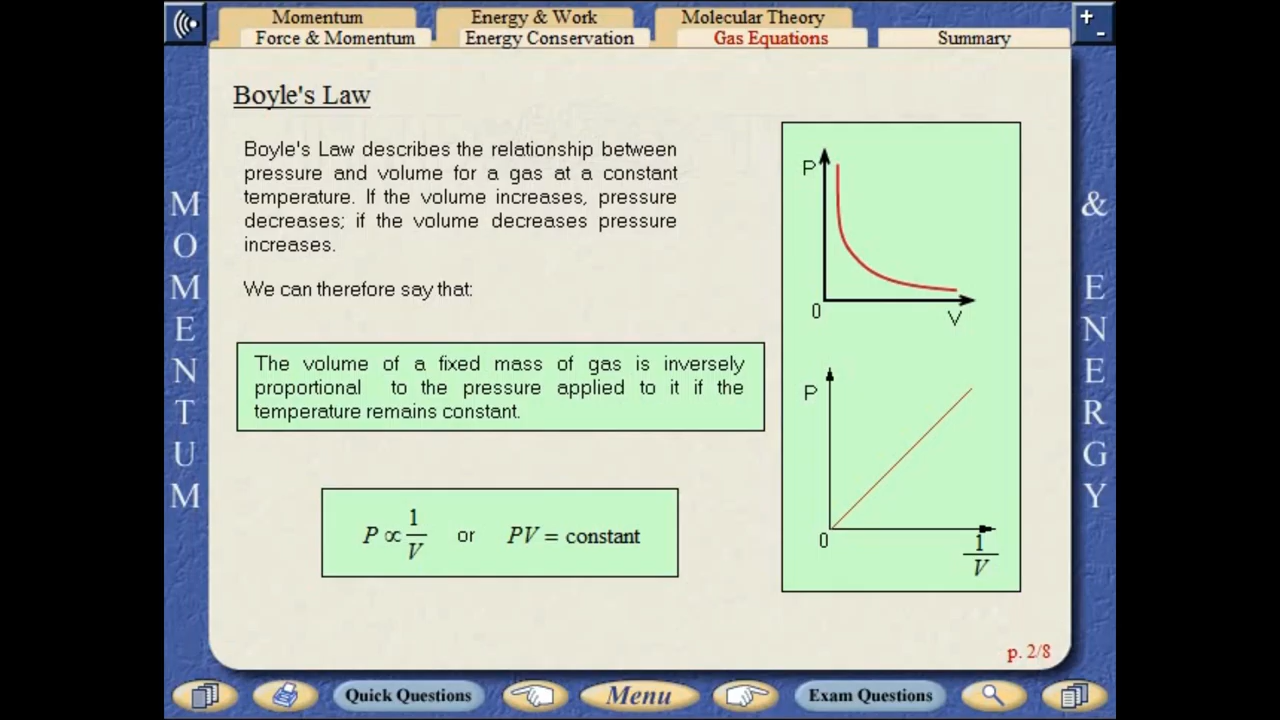 Momentum
Energy & Work
Molecular Theory
+
-
Force & Momentum
Energy Conservation
Gas Equations
Summary
Boyle's Law
Boyle's Law describes the relationship between
pressure and volume for a gas at a constant
temperature. If the volume increases, pressure
decreases; if the volume decreases pressure
increases.
We can therefore say that:
The volume of a fixed mass of gas is inversely
proportional to the pressure applied to it if the
temperature remains constant.
P ∝ 1/V or PV = constant
P
0
V
P
0
1/V
MOMENTUM
& ENERGY
p. 2/8
Quick Questions
Menu
Exam Questions